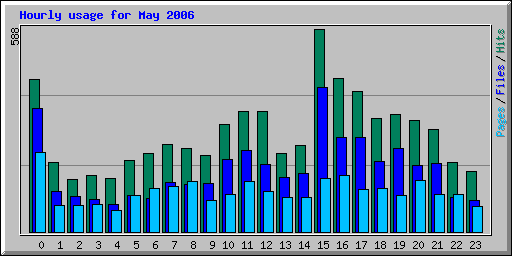 Hourly usage for May 2006
588
Pages / Files / Hits
0 1 2 3 4 5 6 7 8 9 10 11 12 13 14 15 16 17 18 19 20 21 22 23